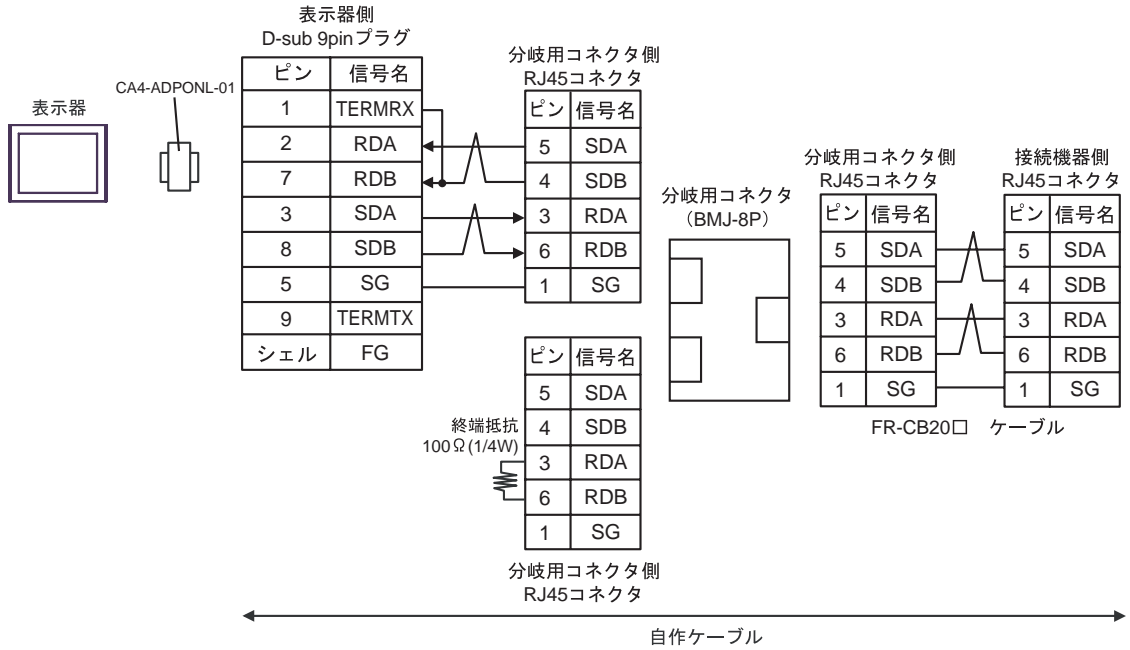 表示器側
D-sub 9pinプラグ
CA4-ADPONL-01
表示器
ピン 信号名
1 TERMRX
2 RDA
7 RDB
3 SDA
8 SDB
5 SG
9 TERMTX
シェル FG
分岐用コネクタ側
RJ45コネクタ
ピン 信号名
5 SDA
4 SDB
3 RDA
6 RDB
1 SG
終端抵抗
100Ω(1/4W)
ピン 信号名
5 SDA
4 SDB
3 RDA
6 RDB
1 SG
分岐用コネクタ側
RJ45コネクタ
分岐用コネクタ
（BMJ-8P）
分岐用コネクタ側
RJ45コネクタ
ピン 信号名
5 SDA
4 SDB
3 RDA
6 RDB
1 SG
接続機器側
RJ45コネクタ
ピン 信号名
5 SDA
4 SDB
3 RDA
6 RDB
1 SG
FR-CB20□ ケーブル
自作ケーブル